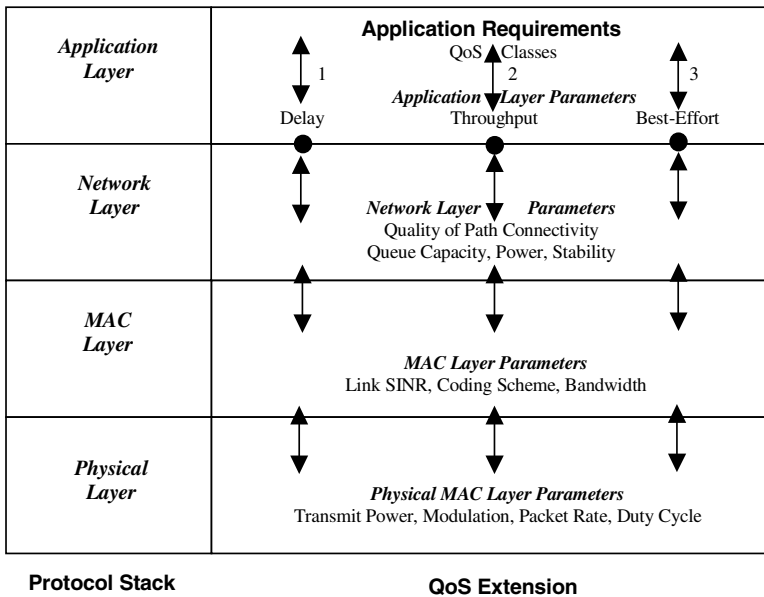 Application
Layer
Application Requirements
QoS Classes
1 2 3
Application Layer Parameters
Delay Throughput Best-Effort
Network
Layer
Network Layer Parameters
Quality of Path Connectivity
Queue Capacity, Power, Stability
MAC
Layer
MAC Layer Parameters
Link SINR, Coding Scheme, Bandwidth
Physical
Layer
Physical MAC Layer Parameters
Transmit Power, Modulation, Packet Rate, Duty Cycle
Protocol Stack QoS Extension